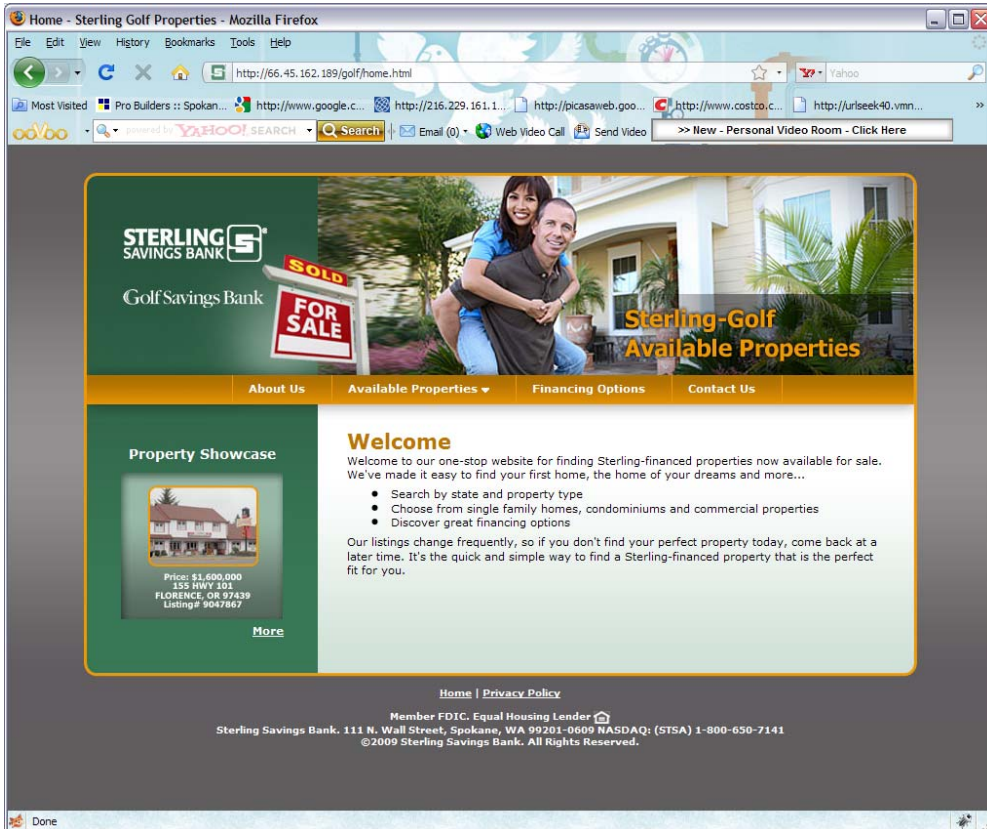 Home - Sterling Golf Properties - Mozilla Firefox
File Edit View History Bookmarks Tools Help
http://66.45.162.189/golf/home.html
Yahoo
Most Visited Pro Builders :: Spokan... http://www.google.c... http://216.229.161.1... http://picasaweb.goo... http://www.costco.c... http://urlseek40.vmn... »
ooVoo powered by YAHOO! SEARCH Search Email (0) Web Video Call Send Video >> New - Personal Video Room - Click Here
STERLING
SAVINGS BANK
Golf Savings Bank
SOLD
FOR
SALE
Sterling-Golf
Available Properties
About Us Available Properties Financing Options Contact Us
Property Showcase
Price: $1,600,000
155 HWY 101
FLORENCE, OR 97439
Listing# 9047867
More
Welcome
Welcome to our one-stop website for finding Sterling-financed properties now available for sale.
We've made it easy to find your first home, the home of your dreams and more...
• Search by state and property type
• Choose from single family homes, condominiums and commercial properties
• Discover great financing options
Our listings change frequently, so if you don't find your perfect property today, come back at a
later time. It's the quick and simple way to find a Sterling-financed property that is the perfect
fit for you.
Home | Privacy Policy
Member FDIC. Equal Housing Lender
Sterling Savings Bank. 111 N. Wall Street, Spokane, WA 99201-0609 NASDAQ: (STSA) 1-800-650-7141
©2009 Sterling Savings Bank. All Rights Reserved.
Done